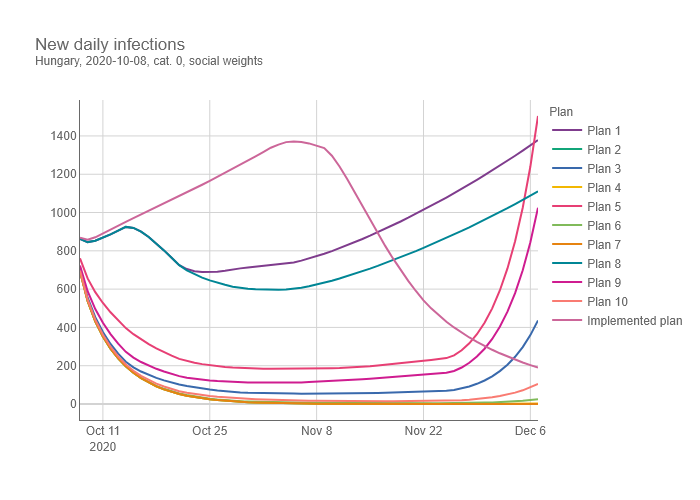 New daily infections
Hungary, 2020-10-08, cat. 0, social weights
Plan
Plan 1
Plan 2
Plan 3
Plan 4
Plan 5
Plan 6
Plan 7
Plan 8
Plan 9
Plan 10
Implemented plan
1400
1200
1000
800
600
400
200
0
Oct 11
2020
Oct 25
Nov 8
Nov 22
Dec 6